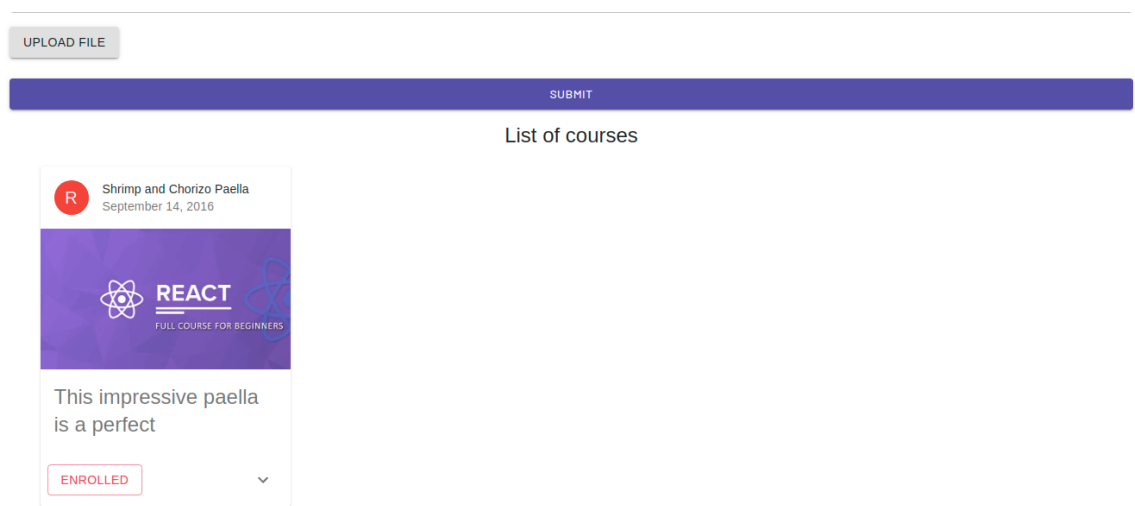 UPLOAD FILE
SUBMIT
List of courses
R
Shrimp and Chorizo Paella
September 14, 2016
REACT
FULL COURSE FOR BEGINNERS
This impressive paella
is a perfect
ENROLLED